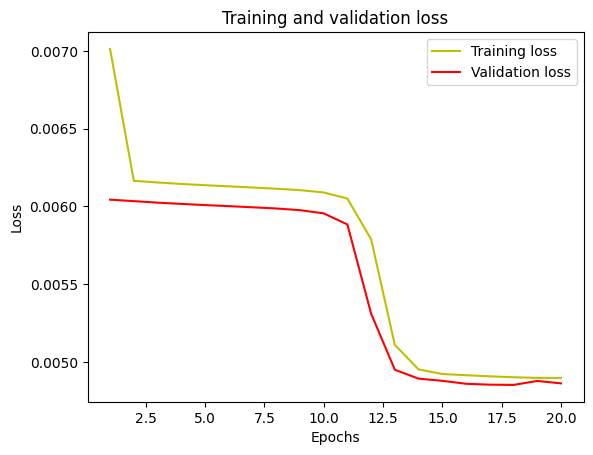 Training and validation loss
0.0070
0.0065
0.0060
0.0055
0.0050
Loss
Training loss
Validation loss
2.5 5.0 7.5 10.0 12.5 15.0 17.5 20.0
Epochs